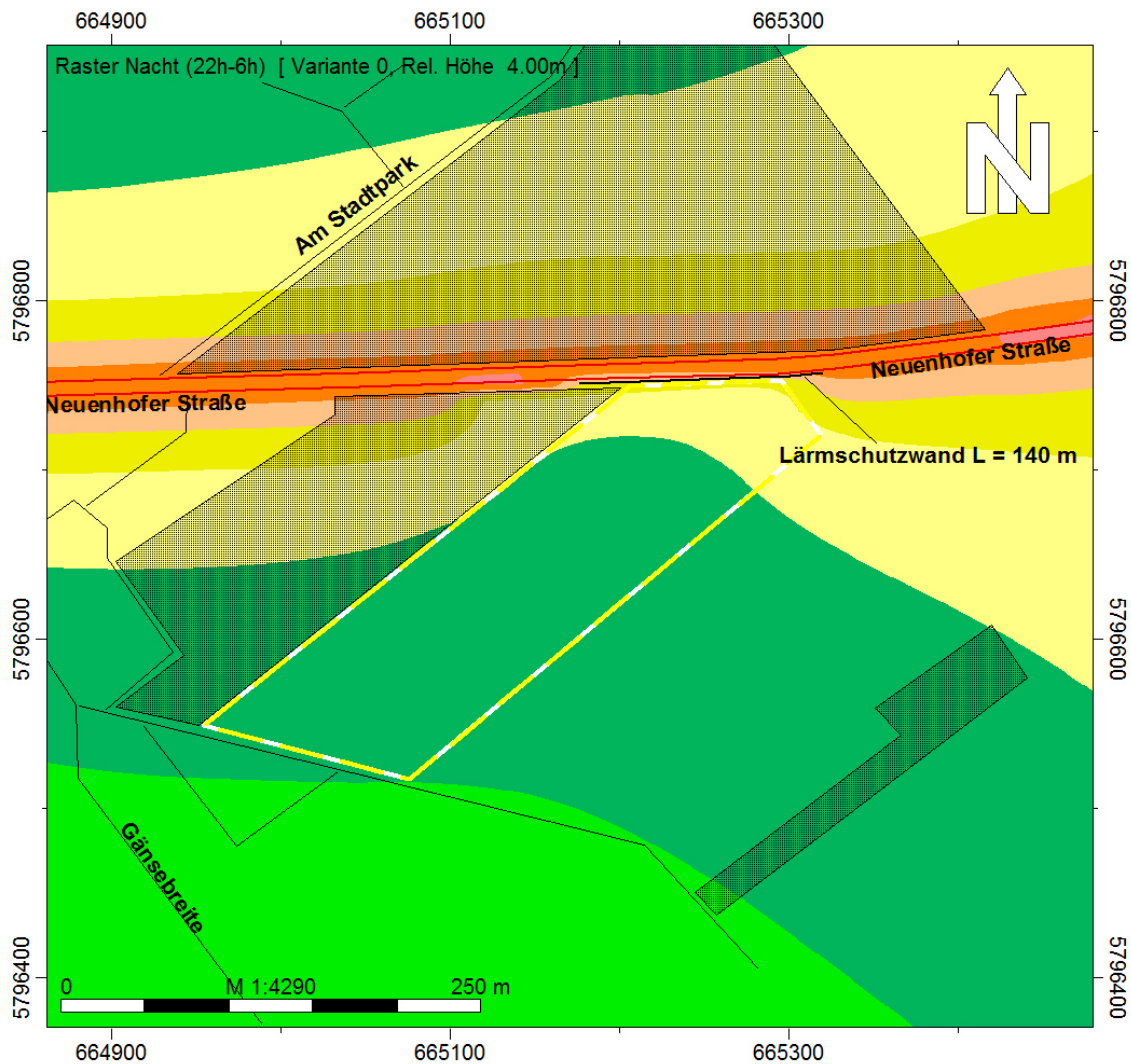 664900 665100 665300
Raster Nacht (22h-6h) [ Variante 0, Rel. Höhe 4.00m ]
N
Am Stadtpark
5796800 5796800
Neuenhofer Straße
Neuenhofer Straße
Lärmschutzwand L = 140 m
5796600 5796600
Gänsebreite
5796400 5796400
0 M 1:4290 250 m
664900 665100 665300